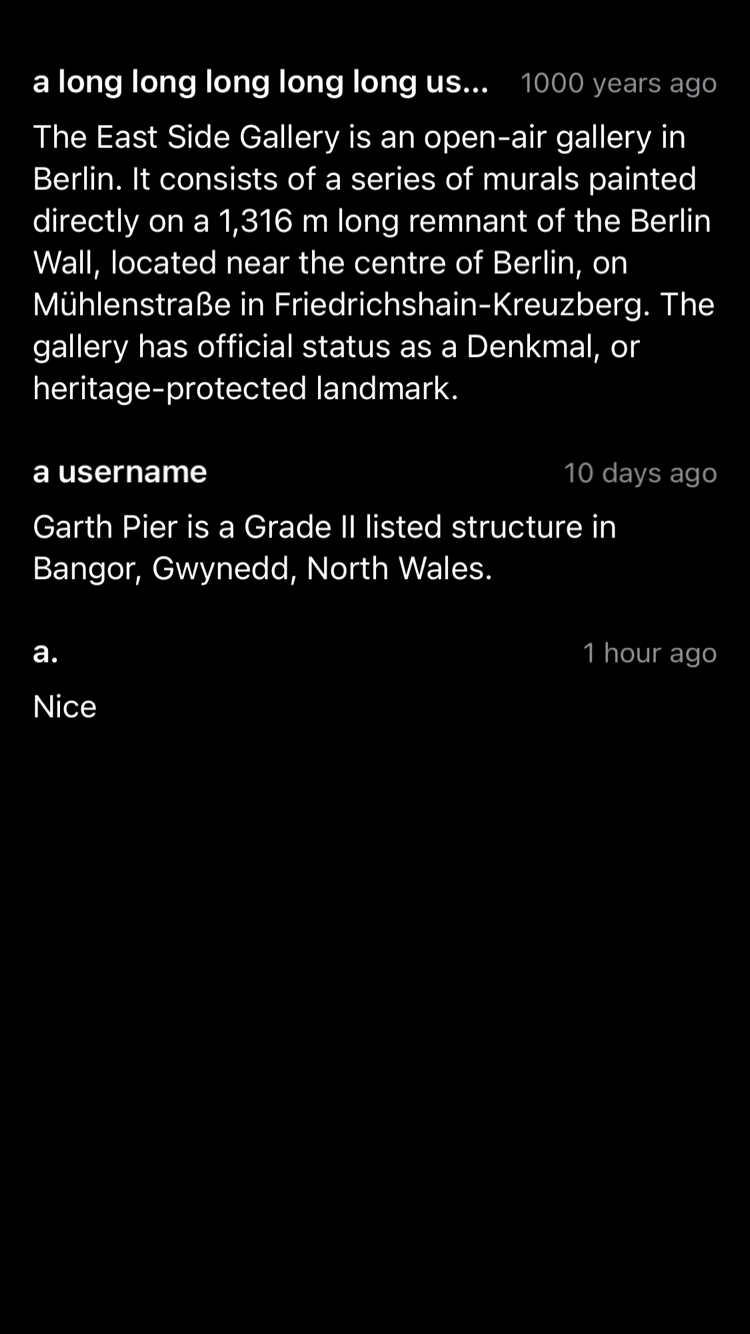 a long long long long long us... 1000 years ago
The East Side Gallery is an open-air gallery in
Berlin. It consists of a series of murals painted
directly on a 1,316 m long remnant of the Berlin
Wall, located near the centre of Berlin, on
Mühlenstraße in Friedrichshain-Kreuzberg. The
gallery has official status as a Denkmal, or
heritage-protected landmark.
a username 10 days ago
Garth Pier is a Grade II listed structure in
Bangor, Gwynedd, North Wales.
a. 1 hour ago
Nice